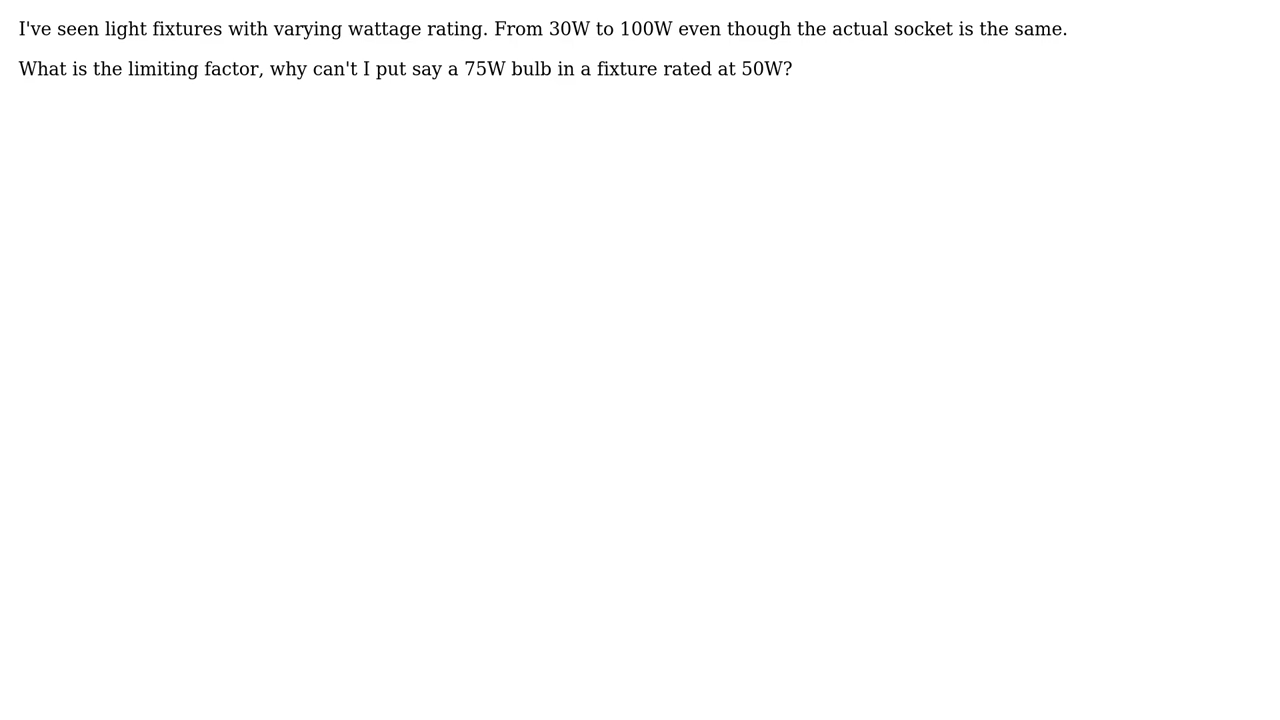 I've seen light fixtures with varying wattage rating. From 30W to 100W even though the actual socket is the same.
What is the limiting factor, why can't I put say a 75W bulb in a fixture rated at 50W?